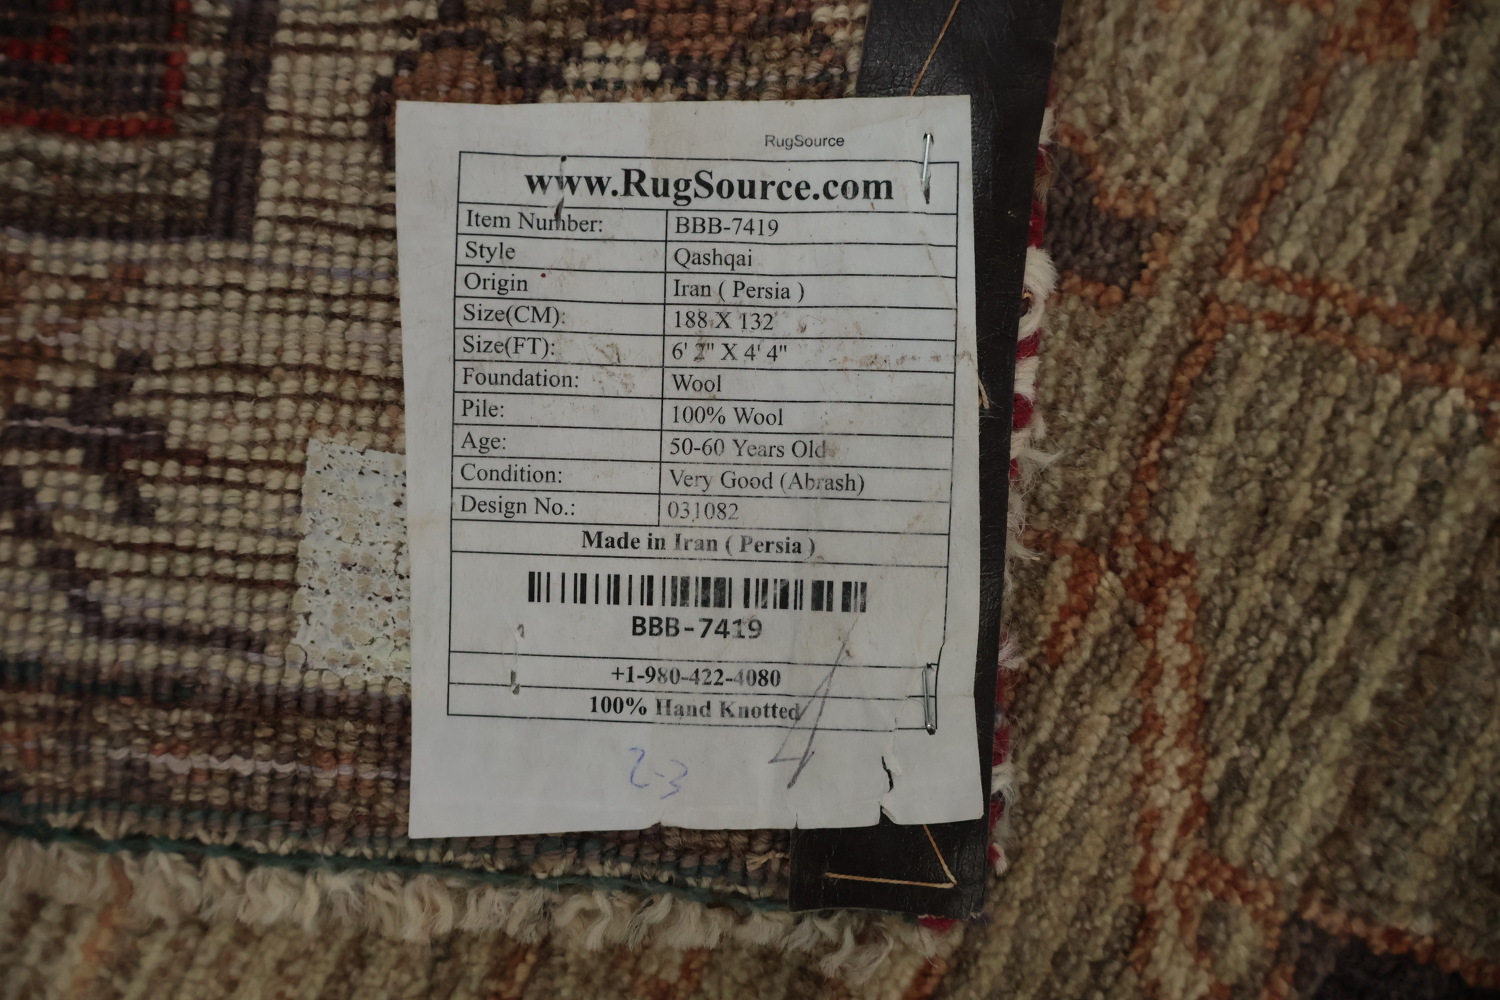 RugSource
www.RugSource.com
Item Number: BBB-7419
Style Qashqai
Origin Iran ( Persia )
Size(CM): 188 X 132
Size(FT): 6' 2" X 4' 4"
Foundation: Wool
Pile: 100% Wool
Age: 50-60 Years Old
Condition: Very Good (Abrash)
Design No.: 031082
Made in Iran ( Persia )
BBB-7419
+1-980-422-4080
100% Hand Knotted
4
2-3